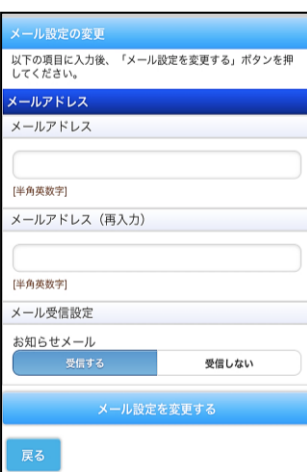 メール設定の変更
以下の項目に入力後、「メール設定を変更する」ボタンを押
してください。
メールアドレス
メールアドレス
[半角英数字]
メールアドレス（再入力）
[半角英数字]
メール受信設定
お知らせメール
受信する 受信しない
メール設定を変更する
戻る